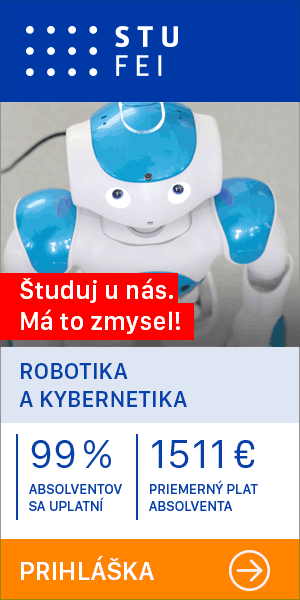 STU
FEI
Študuj u nás.
Má to zmysel!
ROBOTIKA
A KYBERNETIKA
99 % 1511 €
ABSOLVENTOV PRIEMERNÝ PLAT
SA UPLATNÍ ABSOLVENTA
PRIHLÁŠKA